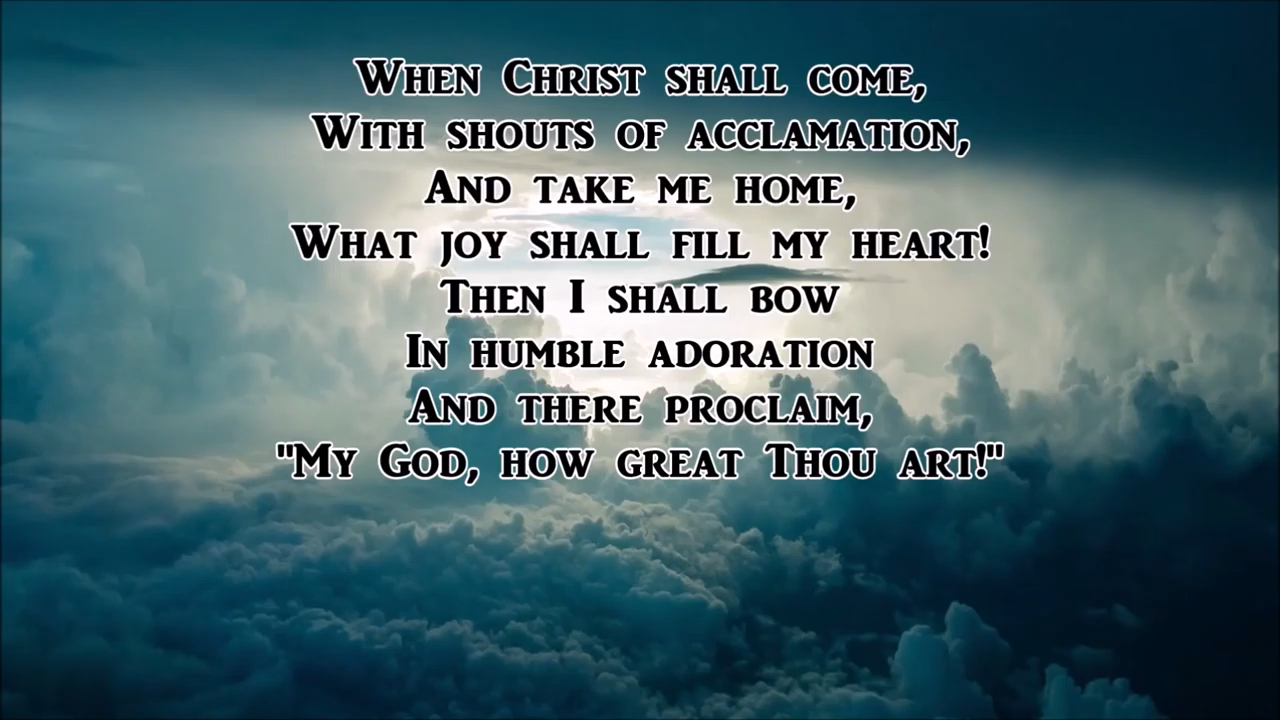 When Christ shall come,
With shouts of acclamation,
And take me home,
What joy shall fill my heart!
Then I shall bow
In humble adoration
And there proclaim,
"My God, how great Thou art!"